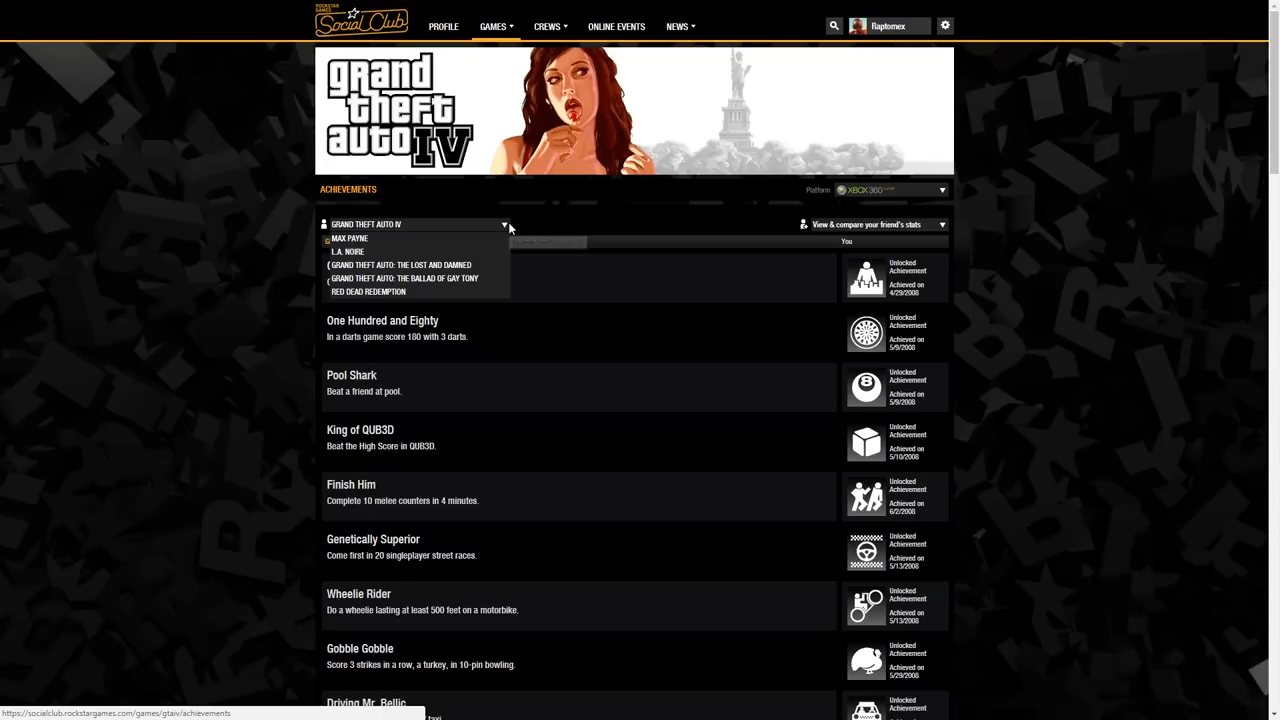 ROCKSTAR GAMES
Social Club
PROFILE
GAMES
CREWS
ONLINE EVENTS
NEWS
Raptomex
grand theft auto IV
ACHIEVEMENTS
Platform
XBOX 360 LIVE
GRAND THEFT AUTO IV
View & compare your friend's stats
MAX PAYNE
You
L.A. NOIRE
GRAND THEFT AUTO: THE LOST AND DAMNED
GRAND THEFT AUTO: THE BALLAD OF GAY TONY
RED DEAD REDEMPTION
Unlocked
Achievement
Achieved on
4/29/2008
One Hundred and Eighty
In a darts game score 180 with 3 darts.
Unlocked
Achievement
Achieved on
5/9/2008
Pool Shark
Beat a friend at pool.
8
Unlocked
Achievement
Achieved on
5/9/2008
King of QUB3D
Beat the High Score in QUB3D.
Unlocked
Achievement
Achieved on
5/10/2008
Finish Him
Complete 10 melee counters in 4 minutes.
Unlocked
Achievement
Achieved on
6/2/2008
Genetically Superior
Come first in 20 singleplayer street races.
Unlocked
Achievement
Achieved on
5/13/2008
Wheelie Rider
Do a wheelie lasting at least 500 feet on a motorbike.
Unlocked
Achievement
Achieved on
5/13/2008
Gobble Gobble
Score 3 strikes in a row, a turkey, in 10-pin bowling.
Unlocked
Achievement
Achieved on
5/29/2008
Driving Mr. Bellic
taxi
Unlocked
Achievement
https://socialclub.rockstargames.com/games/gtaiv/achievements